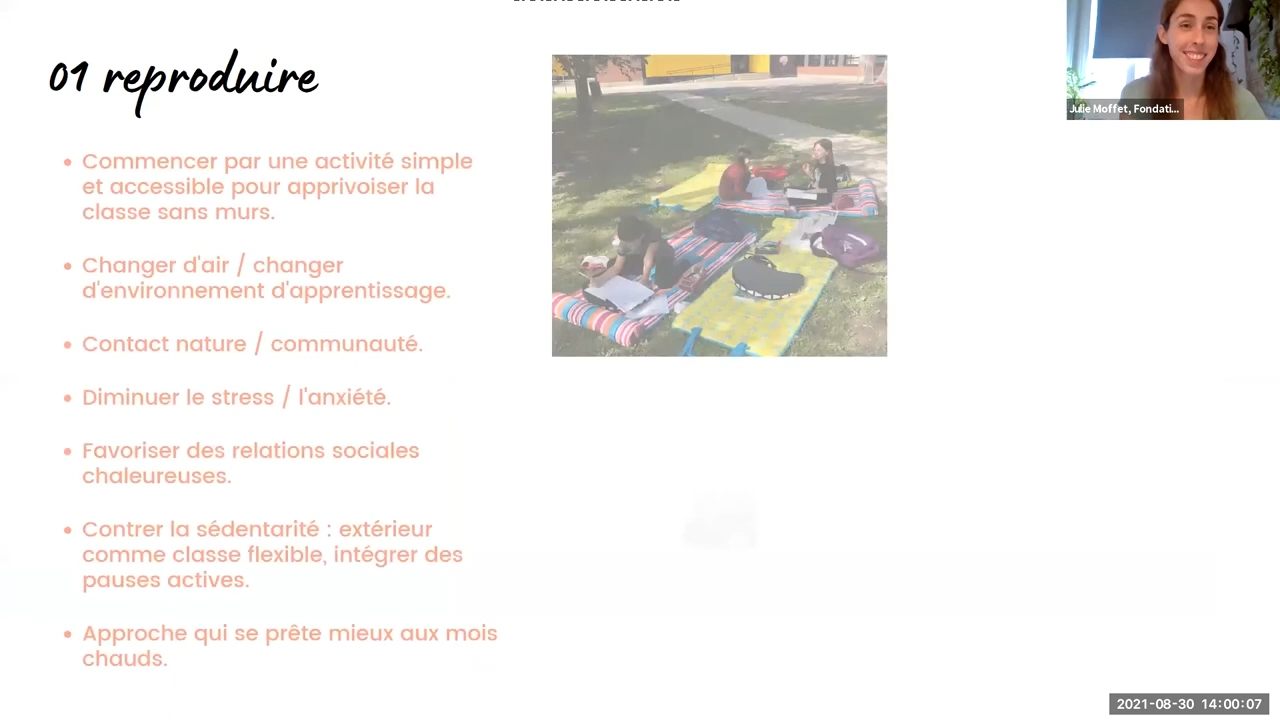 01 reproduire
• Commencer par une activité simple
et accessible pour apprivoiser la
classe sans murs.
• Changer d'air / changer
d'environnement d'apprentissage.
• Contact nature / communauté.
• Diminuer le stress / l'anxiété.
• Favoriser des relations sociales
chaleureuses.
• Contrer la sédentarité : extérieur
comme classe flexible, intégrer des
pauses actives.
• Approche qui se prête mieux aux mois
chauds.
Julie Moffet, Fondati...
2021-08-30 14:00:07